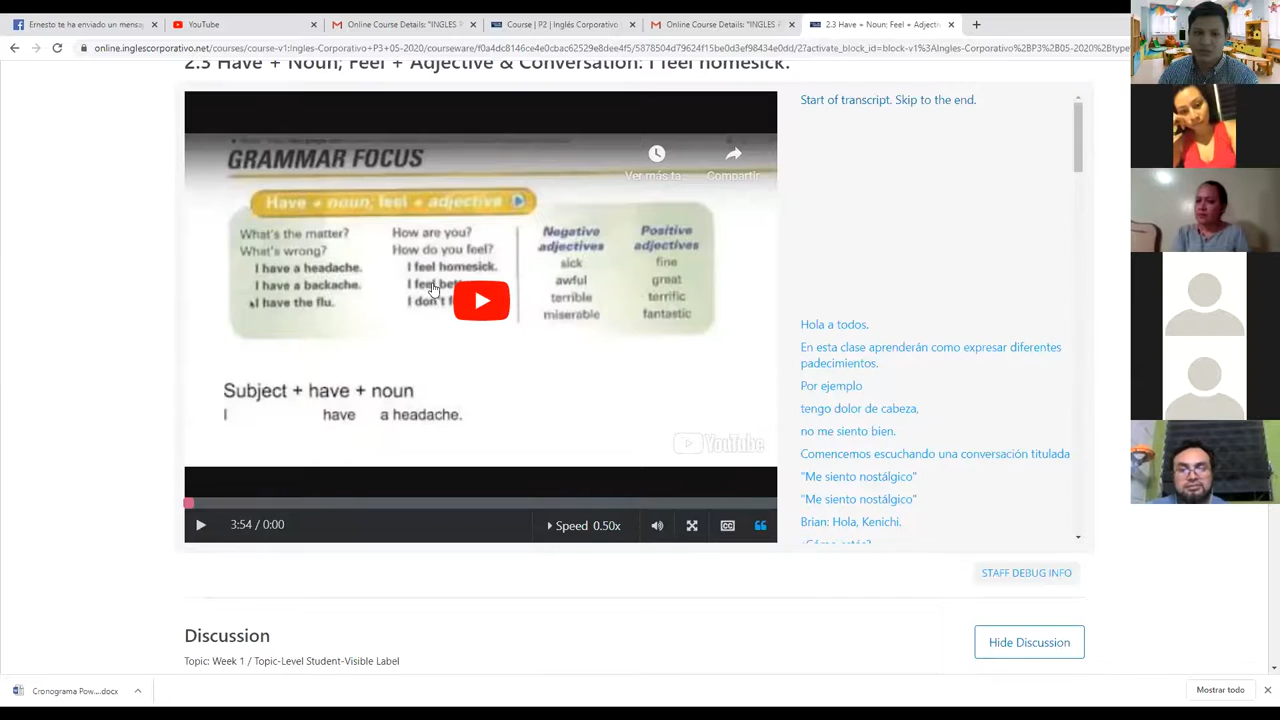 Ernesto te ha enviado un mensa
YouTube
Online Course Details: "INGLES
Course | P2 | Inglés Corporativo
Online Course Details: "INGLES P
2.3 Have + Noun; Feel + Adjecti
online.inglescorporativo.net/courses/course-v1:Ingles-Corporativo+P3+05-2020/courseware/f0a4dc8146ce4e0cbac62529e8dee4f5/5878504d79624f15be0d3ef98434e0dd/2?activate_block_id=block-v1%3AIngles-Corporativo%2BP3%2B05-2020%2Btype
2.3 Have + Noun; Feel + Adjective & Conversation: I feel homesick.
GRAMMAR FOCUS
Ver más ta...
Compartir
Have + noun; feel + adjective
What's the matter?
What's wrong?
I have a headache.
I have a backache.
I have the flu.
How are you?
How do you feel?
I feel homesick.
I feel bett
I don't f
Negative adjectives
sick
awful
terrible
miserable
Positive adjectives
fine
great
terrific
fantastic
Subject + have + noun
I have a headache.
YouTube
3:54 / 0:00
Speed 0.50x
Start of transcript. Skip to the end.
Hola a todos.
En esta clase aprenderán como expresar diferentes
padecimientos.
Por ejemplo
tengo dolor de cabeza,
no me siento bien.
Comencemos escuchando una conversación titulada
"Me siento nostálgico"
"Me siento nostálgico"
Brian: Hola, Kenichi.
¿Cómo estás?
STAFF DEBUG INFO
Discussion
Hide Discussion
Topic: Week 1 / Topic-Level Student-Visible Label
Cronograma Pow....docx
Mostrar todo